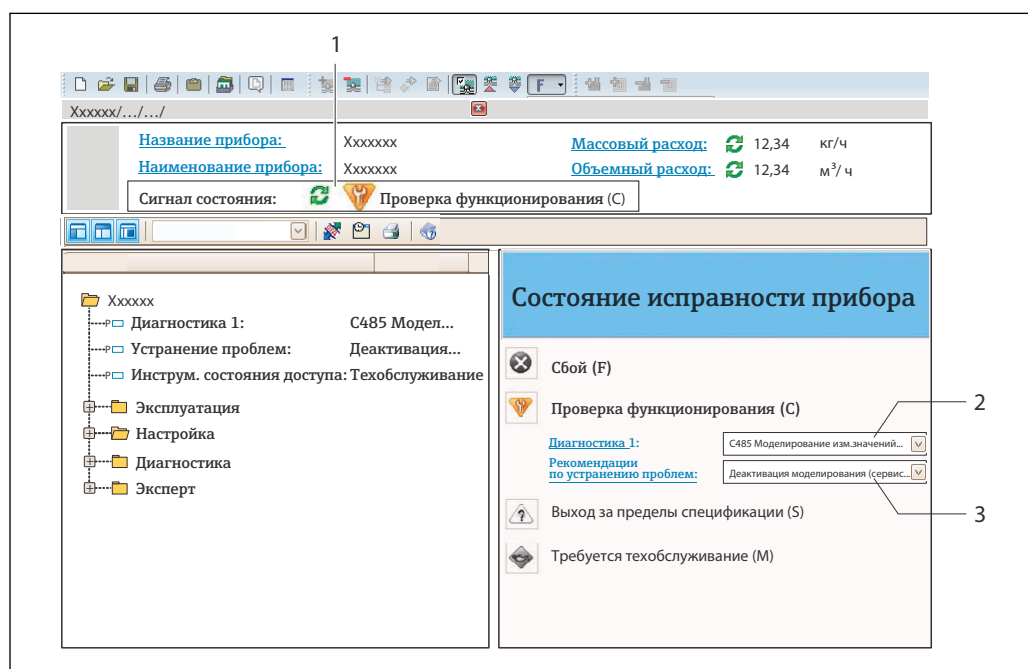 1
F
Xxxxxx/.../.../
Название прибора: Xxxxxxx Массовый расход: 12,34 кг/ч
Наименование прибора: Xxxxxxx Объемный расход: 12,34 м³/ ч
Сигнал состояния: Проверка функционирования (C)
Xxxxxx
P Диагностика 1: C485 Модел...
P Устранение проблем: Деактивация...
P Инструм. состояния доступа: Техобслуживание
Эксплуатация
Настройка
Диагностика
Эксперт
Состояние исправности прибора
Сбой (F)
Проверка функционирования (C)
2
Диагностика 1: C485 Моделирование изм.значений...
Рекомендации
по устранению проблем: Деактивация моделирования (сервис...
3
Выход за пределы спецификации (S)
Требуется техобслуживание (M)